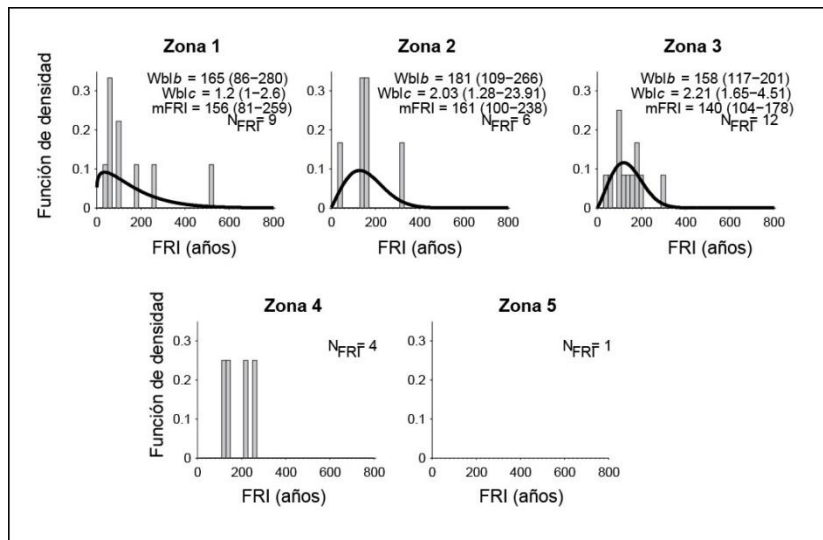 Zona 1
Wblb = 165 (86–280)
Wblc = 1.2 (1–2.6)
mFRI = 156 (81–259)
NFRI= 9
Función de densidad
0.3
0.2
0.1
0
0 200 400 600 800
FRI (años)
Zona 2
Wblb = 181 (109–266)
Wblc = 2.03 (1.28–23.91)
mFRI = 161 (100–238)
NFRI= 6
0.3
0.2
0.1
0
0 200 400 600 800
FRI (años)
Zona 3
Wblb = 158 (117–201)
Wblc = 2.21 (1.65–4.51)
mFRI = 140 (104–178)
NFRI= 12
0.3
0.2
0.1
0
0 200 400 600 800
FRI (años)
Zona 4
NFRI= 4
Función de densidad
0.3
0.2
0.1
0
0 200 400 600 800
FRI (años)
Zona 5
NFRI= 1
0.3
0.2
0.1
0
0 200 400 600 800
FRI (años)